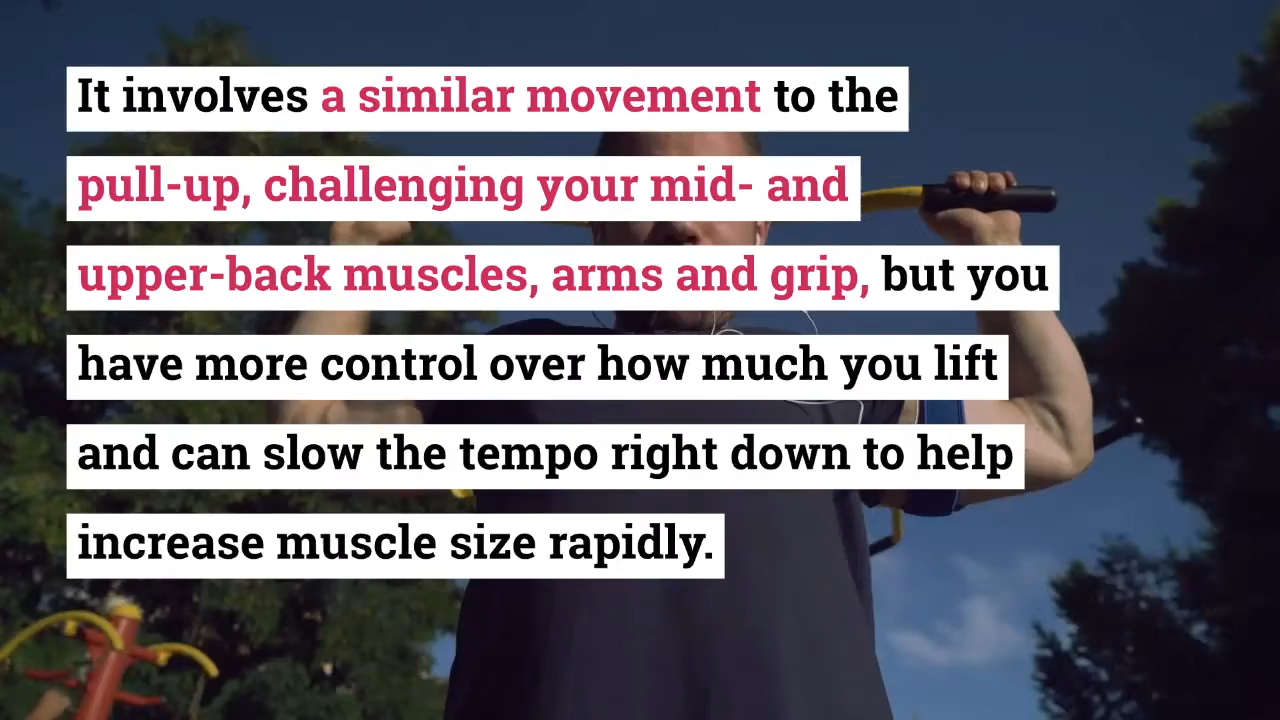 It involves a similar movement to the
pull-up, challenging your mid- and
upper-back muscles, arms and grip, but you
have more control over how much you lift
and can slow the tempo right down to help
increase muscle size rapidly.